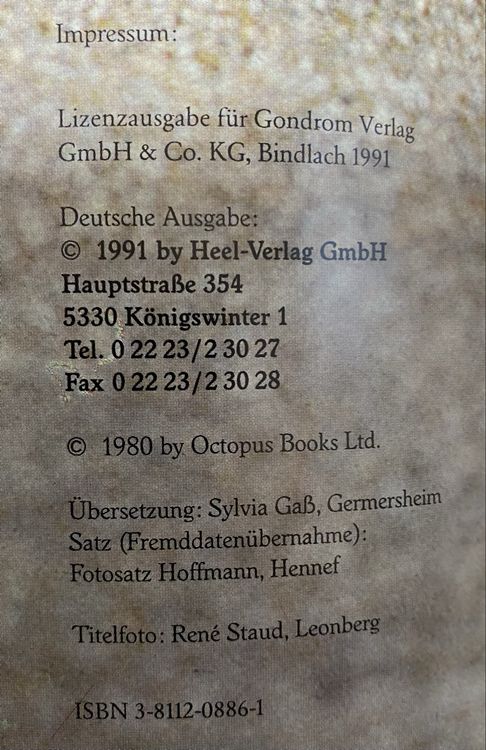 Impressum:
Lizenzausgabe für Gondrom Verlag
GmbH & Co. KG, Bindlach 1991
Deutsche Ausgabe:
© 1991 by Heel-Verlag GmbH
Hauptstraße 354
5330 Königswinter 1
Tel. 0 22 23/2 30 27
Fax 0 22 23/2 30 28
© 1980 by Octopus Books Ltd.
Übersetzung: Sylvia Gaß, Germersheim
Satz (Fremddatenübernahme):
Fotosatz Hoffmann, Hennef
Titelfoto: René Staud, Leonberg
ISBN 3-8112-0886-1